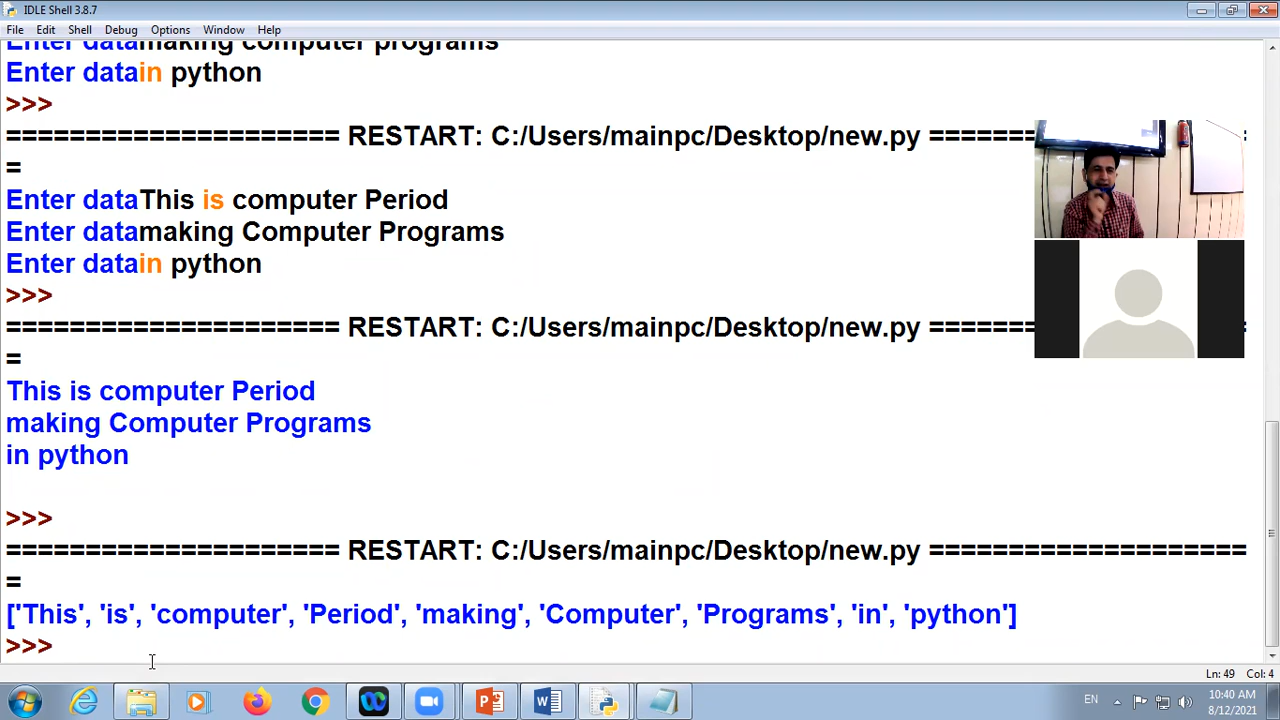 IDLE Shell 3.8.7
File Edit Shell Debug Options Window Help
Enter datamaking computer programs
Enter datain python
>>>
===================== RESTART: C:/Users/mainpc/Desktop/new.py ====================
=
Enter dataThis is computer Period
Enter datamaking Computer Programs
Enter datain python
>>>
===================== RESTART: C:/Users/mainpc/Desktop/new.py ====================
=
This is computer Period
making Computer Programs
in python
>>>
===================== RESTART: C:/Users/mainpc/Desktop/new.py ====================
=
['This', 'is', 'computer', 'Period', 'making', 'Computer', 'Programs', 'in', 'python']
>>>
Ln: 49 Col: 4
EN
10:40 AM
8/12/2021